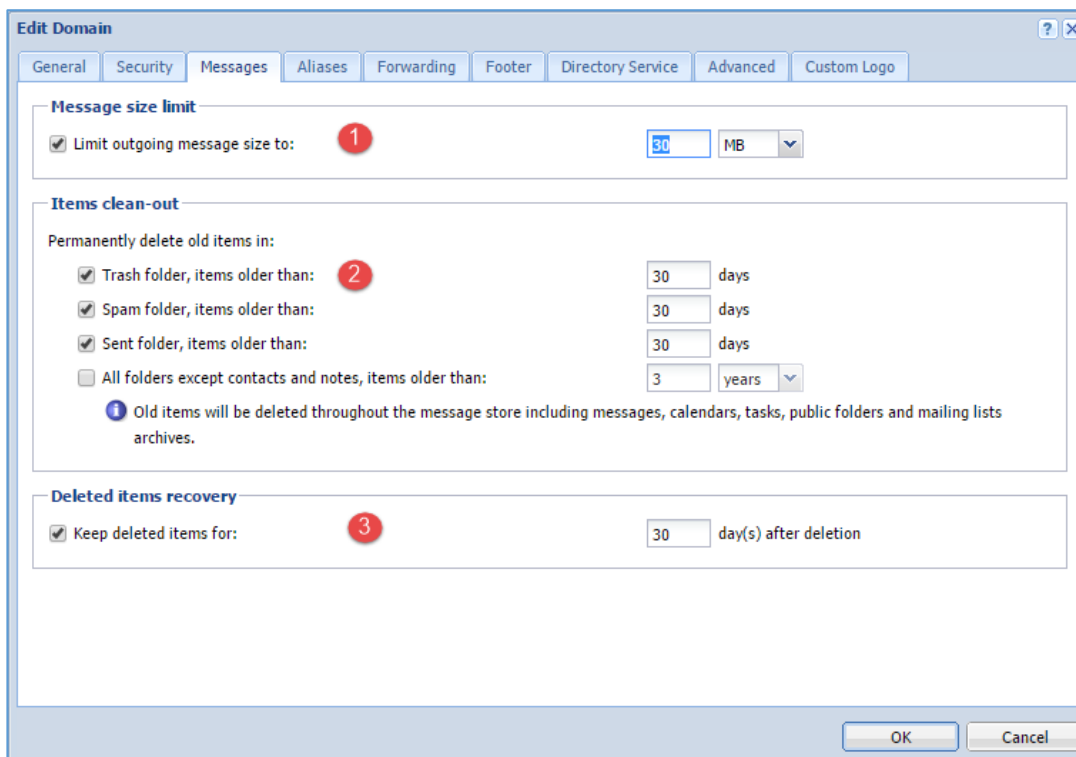 Edit Domain ?
General Security Messages Aliases Forwarding Footer Directory Service Advanced Custom Logo
Message size limit
Limit outgoing message size to: 1 30 MB
Items clean-out
Permanently delete old items in:
Trash folder, items older than: 2 30 days
Spam folder, items older than: 30 days
Sent folder, items older than: 30 days
All folders except contacts and notes, items older than: 3 years
Old items will be deleted throughout the message store including messages, calendars, tasks, public folders and mailing lists
archives.
Deleted items recovery
Keep deleted items for: 3 30 day(s) after deletion
OK Cancel